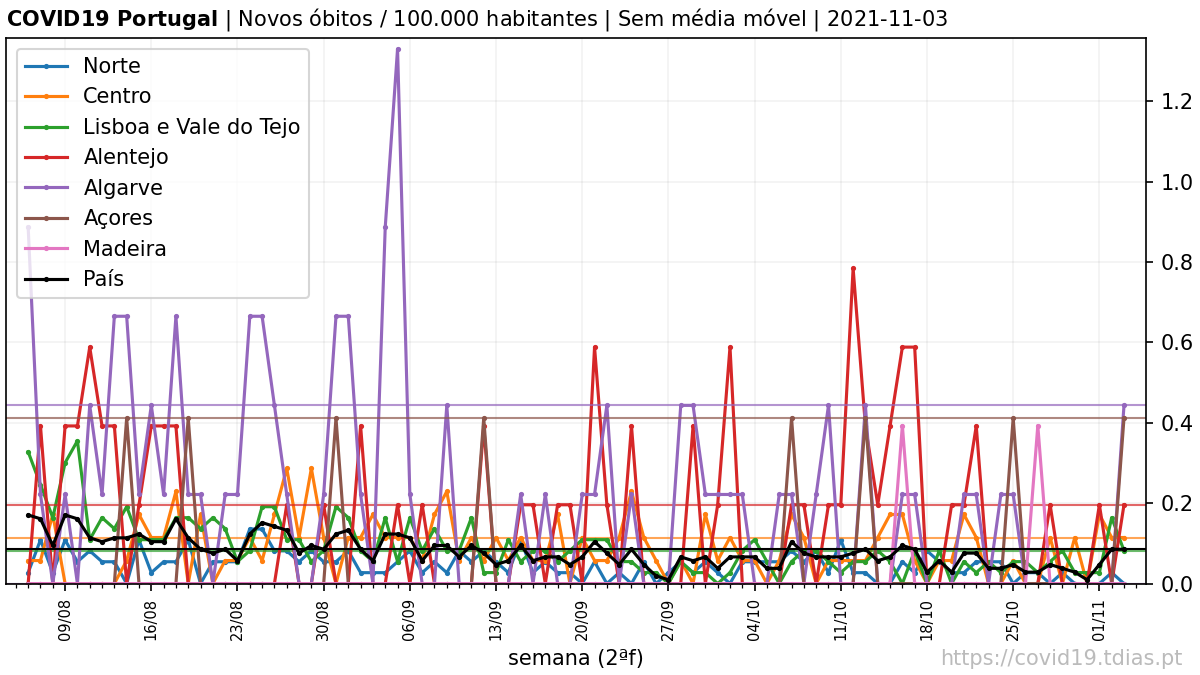 COVID19 Portugal | Novos óbitos / 100.000 habitantes | Sem média móvel | 2021-11-03
Norte
Centro
Lisboa e Vale do Tejo
Alentejo
Algarve
Açores
Madeira
País
1.2
1.0
0.8
0.6
0.4
0.2
0.0
09/08
16/08
23/08
30/08
06/09
13/09
20/09
27/09
04/10
11/10
18/10
25/10
01/11
semana (2ªf)
https://covid19.tdias.pt